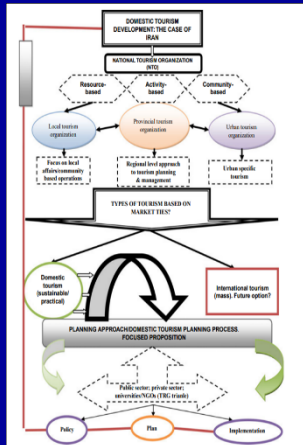 DOMESTIC TOURISM
DEVELOPMENT: THE CASE OF
IRAN
NATIONAL TOURISM ORGANIZATION
(NTO)
Resource-
based
Activity-
based
Community-
based
Local tourism
organization
Provincial tourism
organization
Urban tourism
organization
Focus on local
affairs/community
based operations
Regional level approach
to tourism planning
& management
Urban specific
tourism
TYPES OF TOURISM BASED ON
MARKET TIES?
Domestic
tourism
(sustainable/
practical)
International tourism
(mass). Future option?
PLANNING APPROACH/DOMESTIC TOURISM PLANNING PROCESS.
FOCUSED PROPOSITION
Public sector; private sector;
universities/NGOs (TRG triangle)
Policy
Plan
Implementation